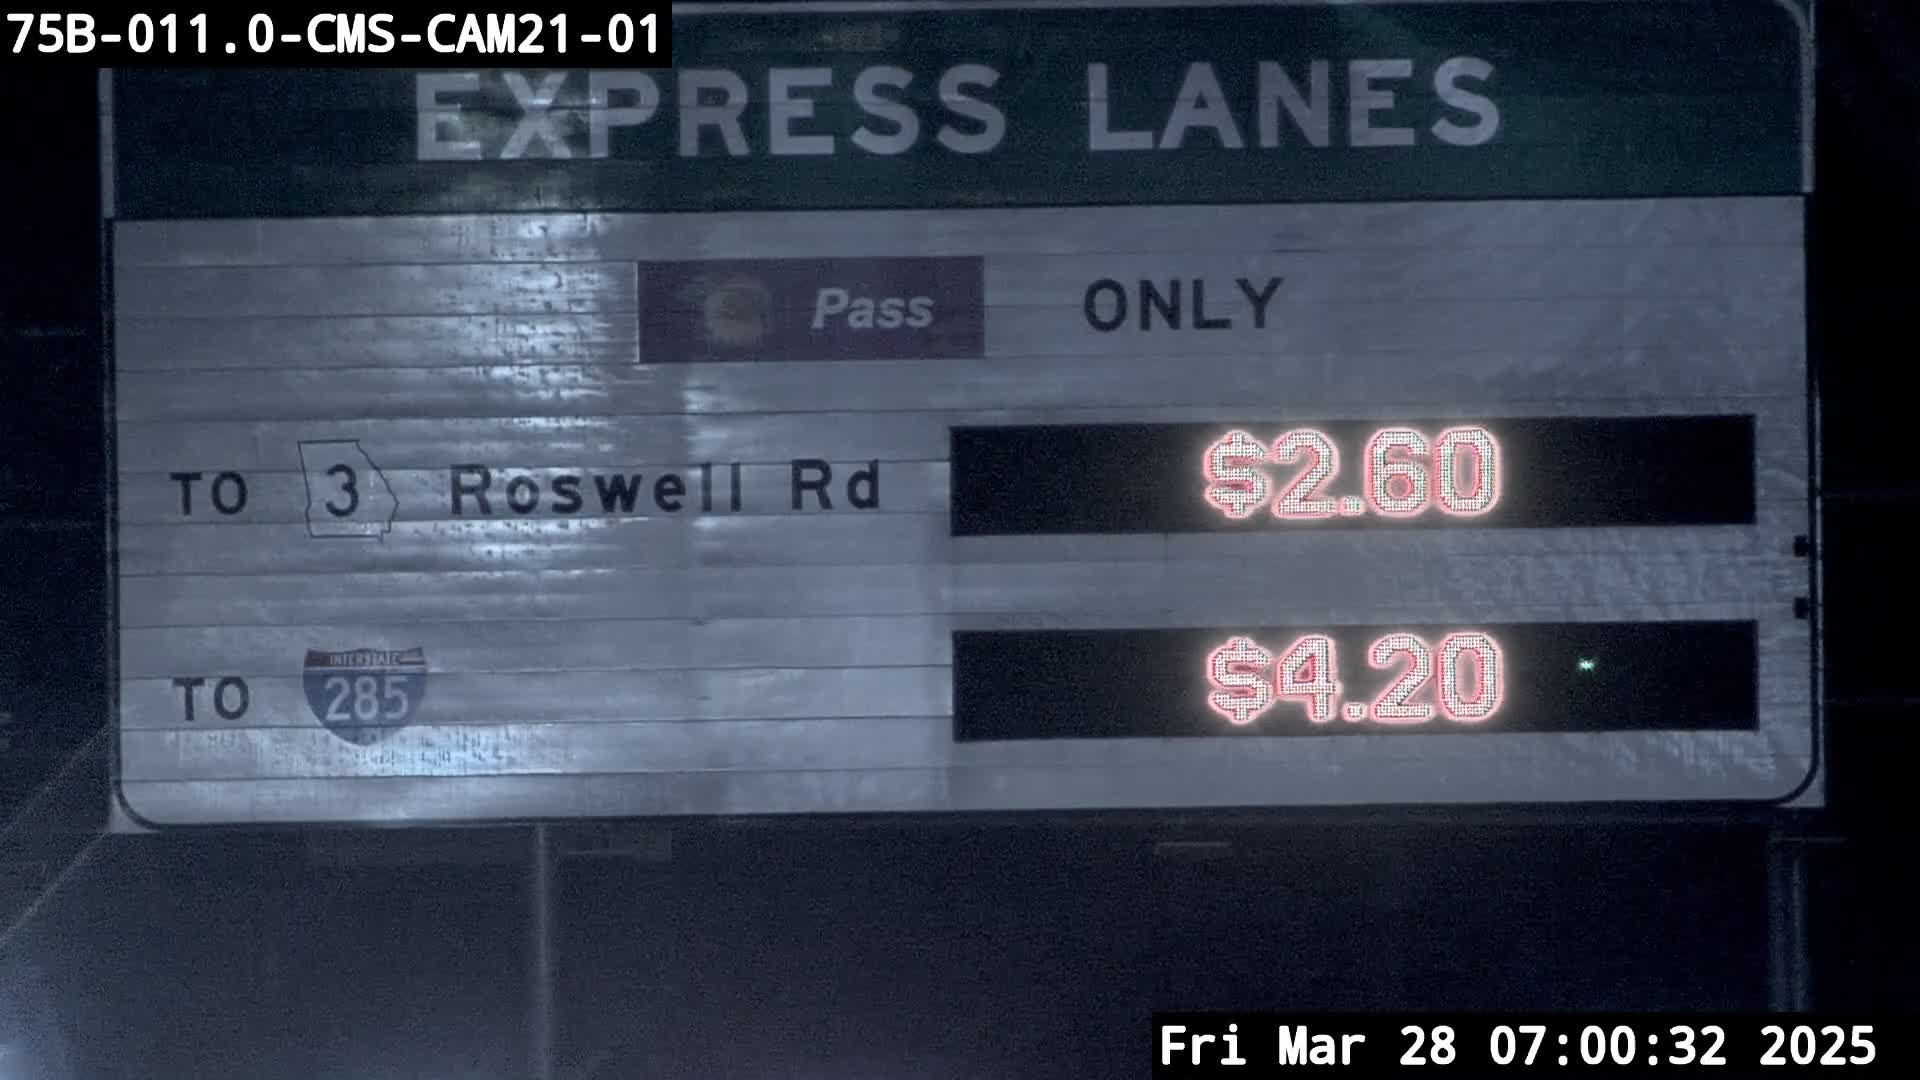 75B-011.0-CMS-CAM21-01
EXPRESS LANES
Pass ONLY
TO 3 Roswell Rd $2.60
TO INTERSTATE 285 $4.20
Fri Mar 28 07:00:32 2025